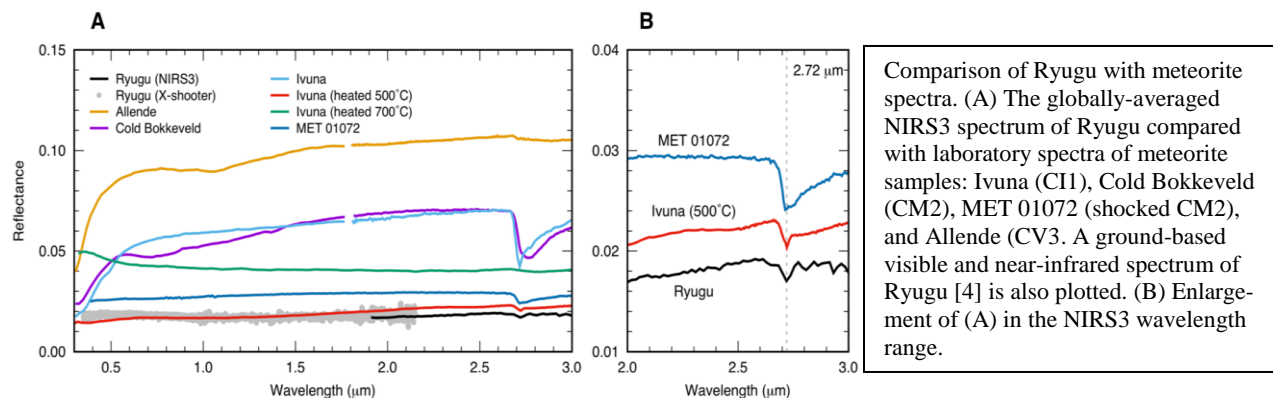 A
B
0.15
0.10
0.05
0.00
Reflectance
Ryugu (NIRS3)
Ryugu (X-shooter)
Allende
Cold Bokkeveld
Ivuna
Ivuna (heated 500°C)
Ivuna (heated 700°C)
MET 01072
0.5
1.0
1.5
2.0
2.5
3.0
Wavelength (μm)
0.04
0.03
0.02
0.01
2.72 μm
MET 01072
Ivuna (500°C)
Ryugu
2.0
2.5
3.0
Wavelength (μm)
Comparison of Ryugu with meteorite
spectra. (A) The globally-averaged
NIRS3 spectrum of Ryugu compared
with laboratory spectra of meteorite
samples: Ivuna (CI1), Cold Bokkeveld
(CM2), MET 01072 (shocked CM2),
and Allende (CV3. A ground-based
visible and near-infrared spectrum of
Ryugu [4] is also plotted. (B) Enlarge-
ment of (A) in the NIRS3 wavelength
range.